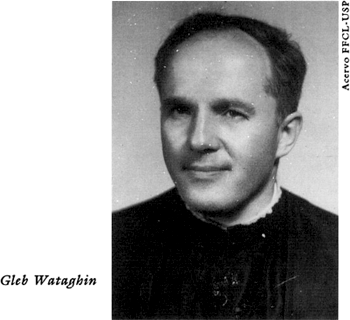 Acervo FFCL-USP
Gleb Wataghin